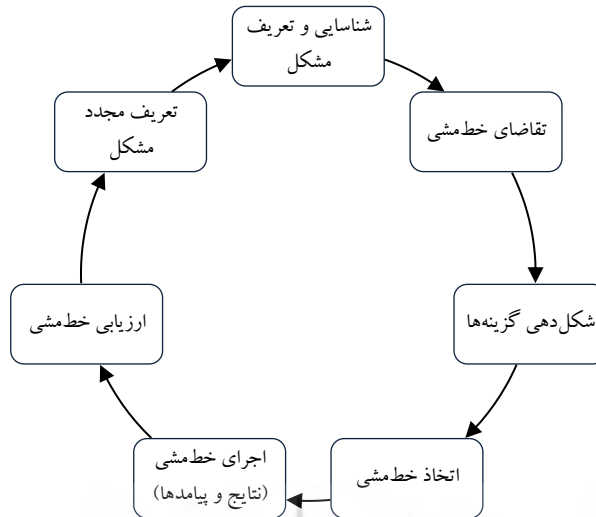 شناسایی و تعریف
مشکل
تقاضای خط‌مشی
شکل‌دهی گزینه‌ها
اتخاذ خط‌مشی
اجرای خط‌مشی
(نتایج و پیامدها)
ارزیابی خط‌مشی
تعریف مجدد
مشکل